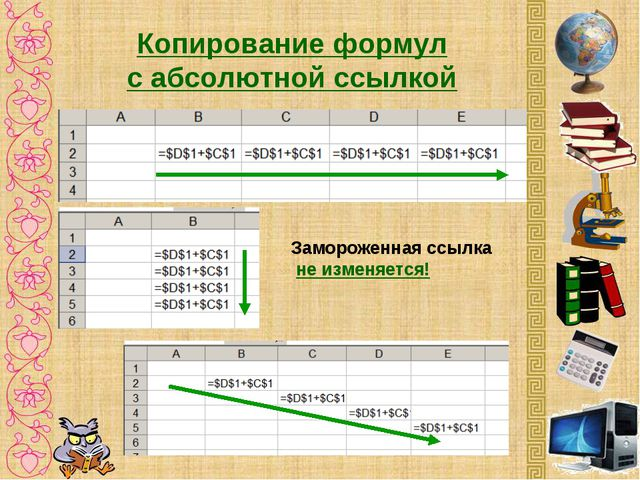 Копирование формул
с абсолютной ссылкой
A B C D E
1
2 =$D$1+$C$1 =$D$1+$C$1 =$D$1+$C$1 =$D$1+$C$1
3
4
A B
1
2 =$D$1+$C$1
3 =$D$1+$C$1
4 =$D$1+$C$1
5 =$D$1+$C$1
6
Замороженная ссылка
не изменяется!
A B C D E
1
2 =$D$1+$C$1
3 =$D$1+$C$1
4 =$D$1+$C$
5 =$D$1+$C$1
6